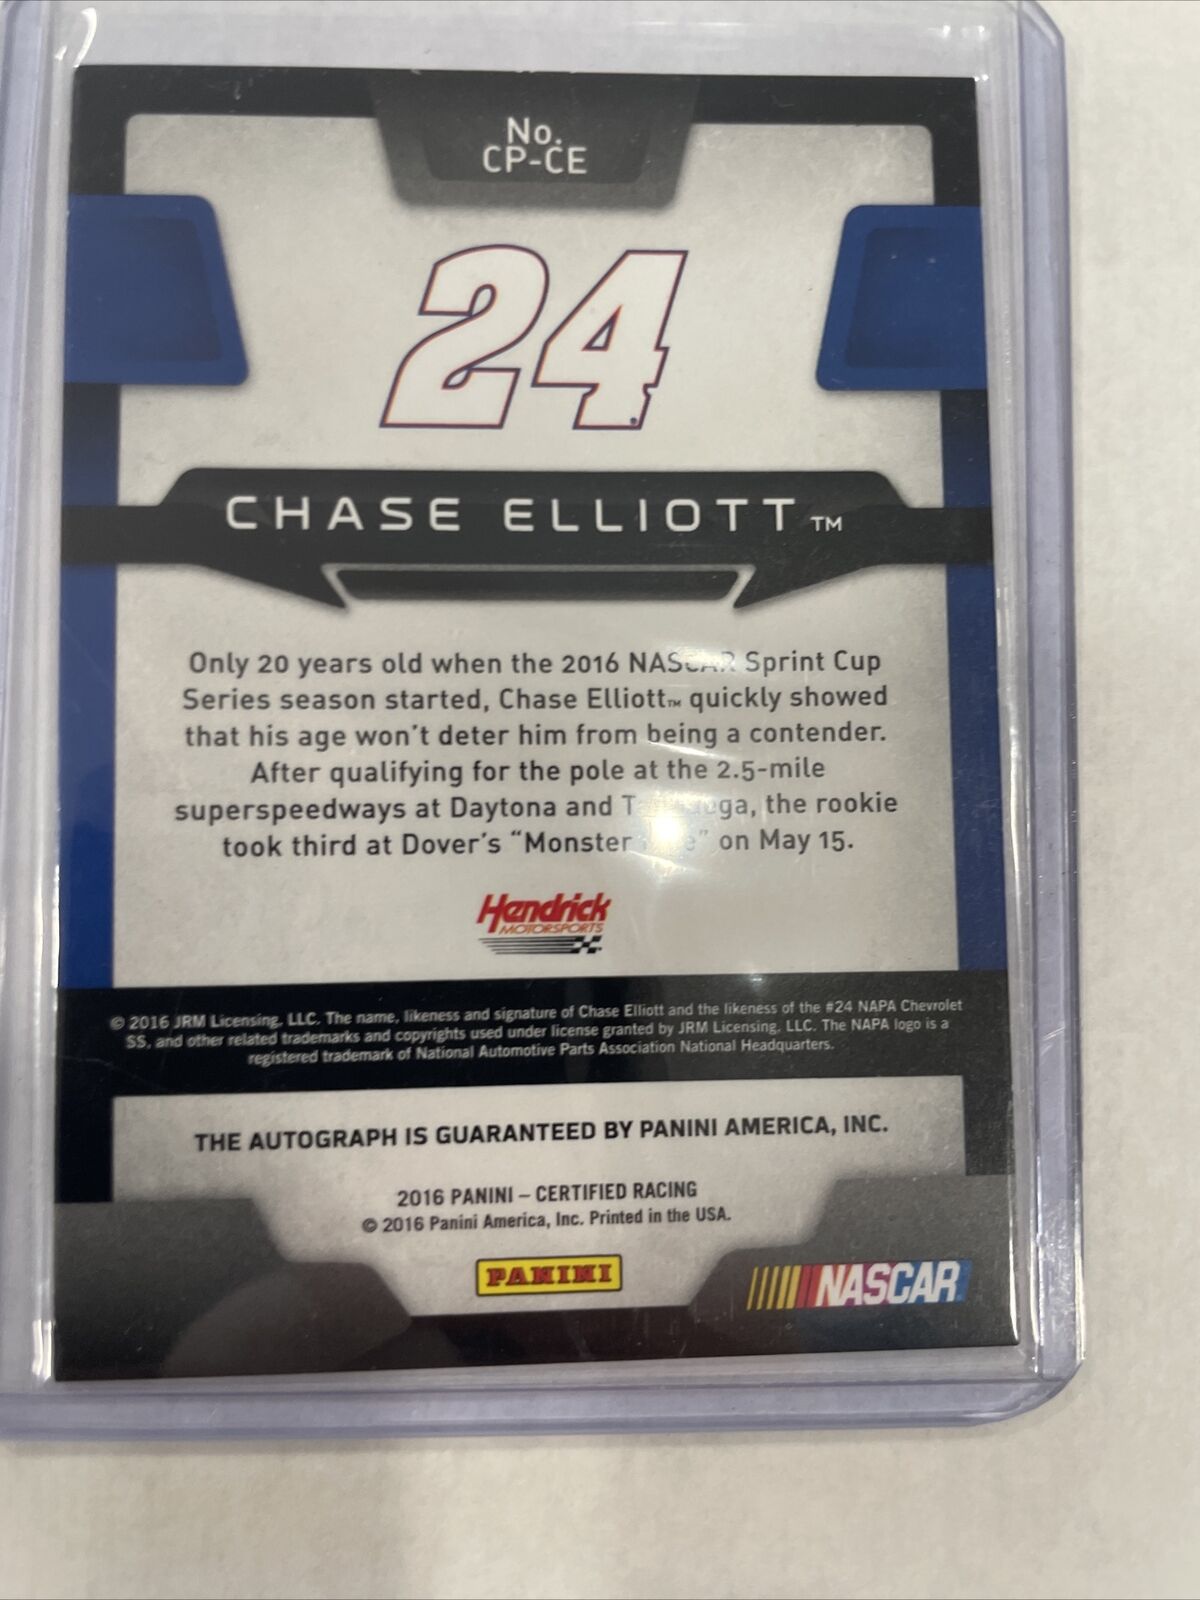 No.
CP-CE
24
CHASE ELLIOTT™
Only 20 years old when the 2016 NASCAR Sprint Cup
Series season started, Chase Elliott™ quickly showed
that his age won't deter him from being a contender.
After qualifying for the pole at the 2.5-mile
superspeedways at Daytona and the rookie
took third at Dover's “Monster on May 15.
Hendrick
MOTORSPORTS
© 2016 JRM Licensing, LLC. The name, likeness and signature of Chase Elliott and the likeness of the #24 NAPA Chevrolet
SS, and other related trademarks and copyrights used under license granted by JRM Licensing, LLC. The NAPA logo is a
registered trademark of National Automotive Parts Association National Headquarters.
THE AUTOGRAPH IS GUARANTEED BY PANINI AMERICA, INC.
2016 PANINI – CERTIFIED RACING
© 2016 Panini America, Inc. Printed in the USA.
PANINI
NASCAR